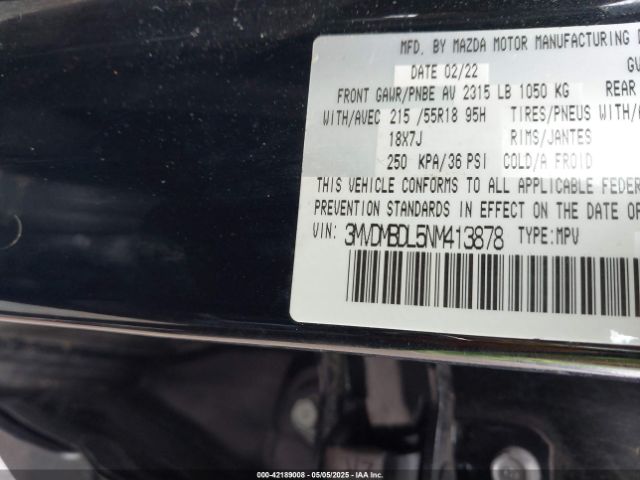 MFD. BY MAZDA MOTOR MANUFACTURING D
DATE 02/22 GV
FRONT GAWR/PNBE AV 2315 LB 1050 KG REAR
WITH/AVEC 215 /55R18 95H TIRES/PNEUS WITH/
18X7J RIMS/JANTES
250 KPA/36 PSI COLD/A FROID
THIS VEHICLE CONFORMS TO ALL APPLICABLE FEDER
PREVENTION STANDARDS IN EFFECT ON THE DATE OF
VIN: 3MVDMBDL5NM413878 TYPE:MPV
000-42189008 - 05/05/2025 - IAAI.COM